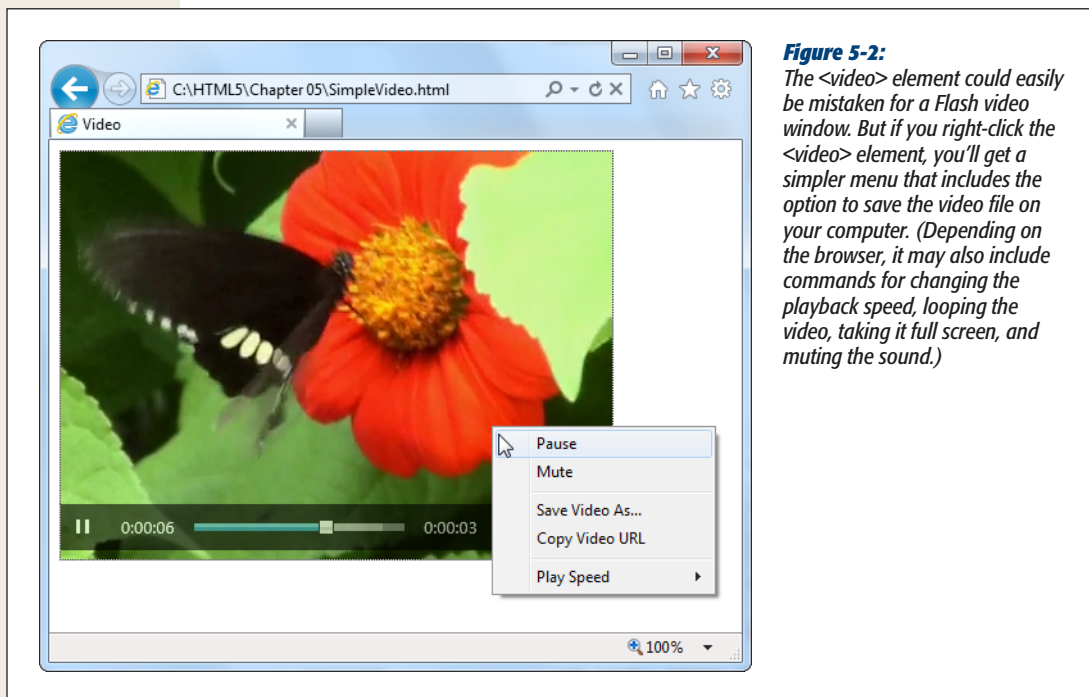 C:\HTML5\Chapter 05\SimpleVideo.html
Video
0:00:06
0:00:03
Pause
Mute
Save Video As...
Copy Video URL
Play Speed
100%
Figure 5-2:
The <video> element could easily
be mistaken for a Flash video
window. But if you right-click the
<video> element, you’ll get a
simpler menu that includes the
option to save the video file on
your computer. (Depending on
the browser, it may also include
commands for changing the
playback speed, looping the
video, taking it full screen, and
muting the sound.)